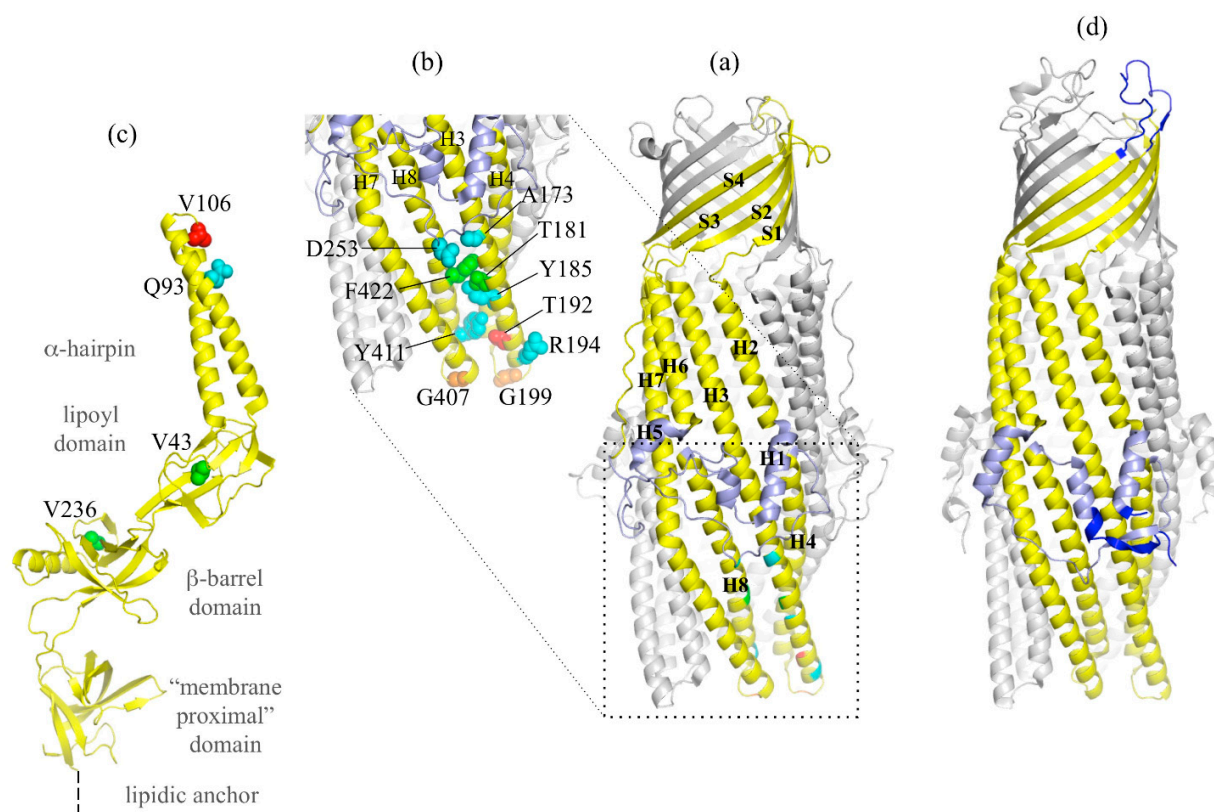 (c)
V106
Q93
α-hairpin
lipoyl
domain
V43
V236
β-barrel
domain
“membrane
proximal”
domain
lipidic anchor
(b)
H3
H7
H8
H4
A173
D253
T181
F422
Y185
T192
Y411
R194
G407
G199
(a)
S4
S3
S2
S1
H2
H6
H7
H3
H5
H1
H4
H8
(d)